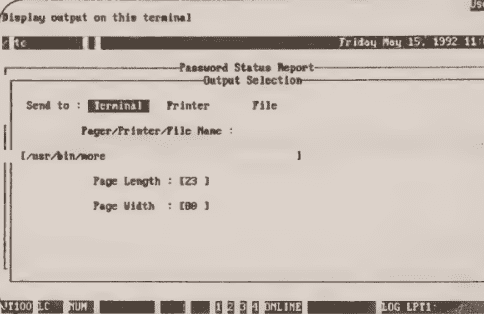 Display output on this terminal
/tc
Friday May 15, 1992 11:
Password Status Report
Output Selection
Send to : Terminal Printer File
Pager/Printer/File Name :
[/usr/bin/more ]
Page Length : [23 ]
Page Width : [80 ]
VT100 LC NUM 1 2 3 4 ONLINE LOG LPT1